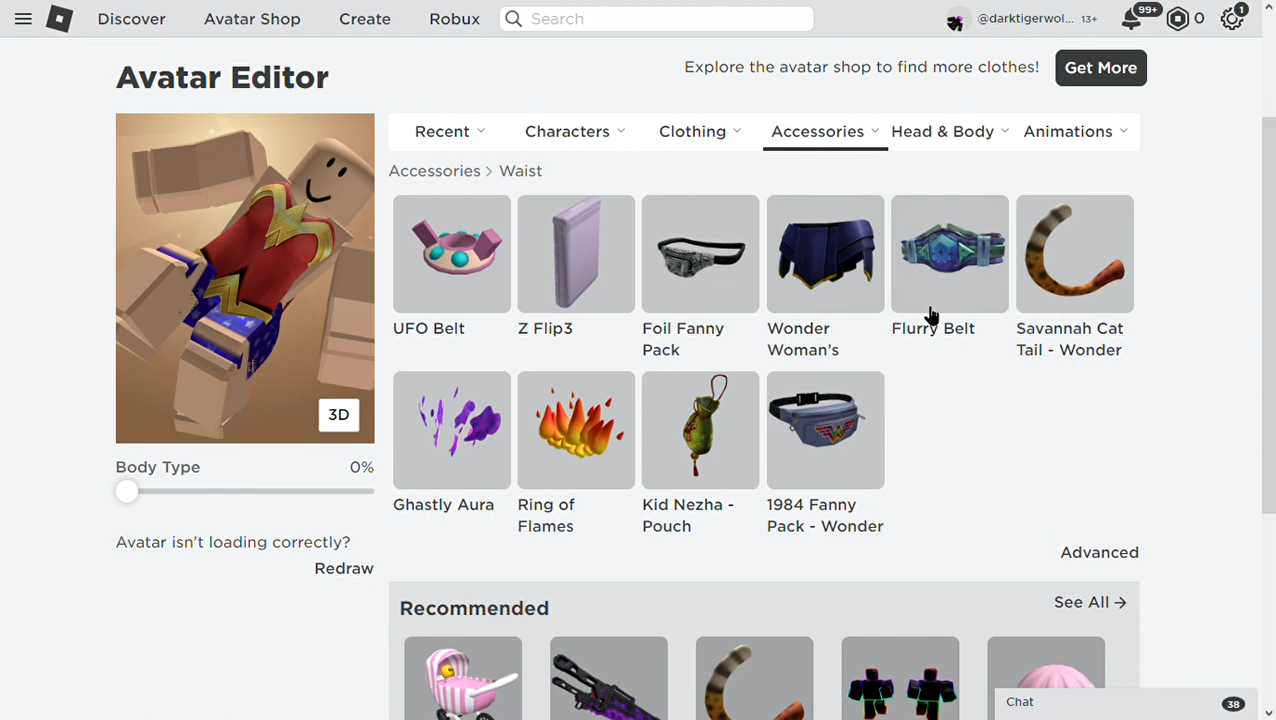 Discover
Avatar Shop
Create
Robux
Search
@darktigerwol...
13+
99+
0
1
Avatar Editor
Explore the avatar shop to find more clothes!
Get More
Recent
Characters
Clothing
Accessories
Head & Body
Animations
Accessories > Waist
UFO Belt
Z Flip3
Foil Fanny
Pack
Wonder
Woman's
Flurry Belt
Savannah Cat
Tail - Wonder
3D
Body Type
0%
Ghastly Aura
Ring of
Flames
Kid Nezha -
Pouch
1984 Fanny
Pack - Wonder
Avatar isn't loading correctly?
Redraw
Advanced
Recommended
See All
Chat
38